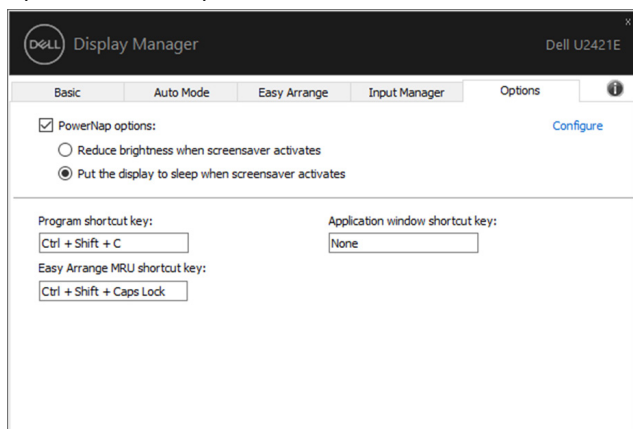 DELL Display Manager
Dell U2421E
Basic Auto Mode Easy Arrange Input Manager Options
PowerNap options:
Configure
Reduce brightness when screensaver activates
Put the display to sleep when screensaver activates
Program shortcut key:
Ctrl + Shift + C
Application window shortcut key:
None
Easy Arrange MRU shortcut key:
Ctrl + Shift + Caps Lock